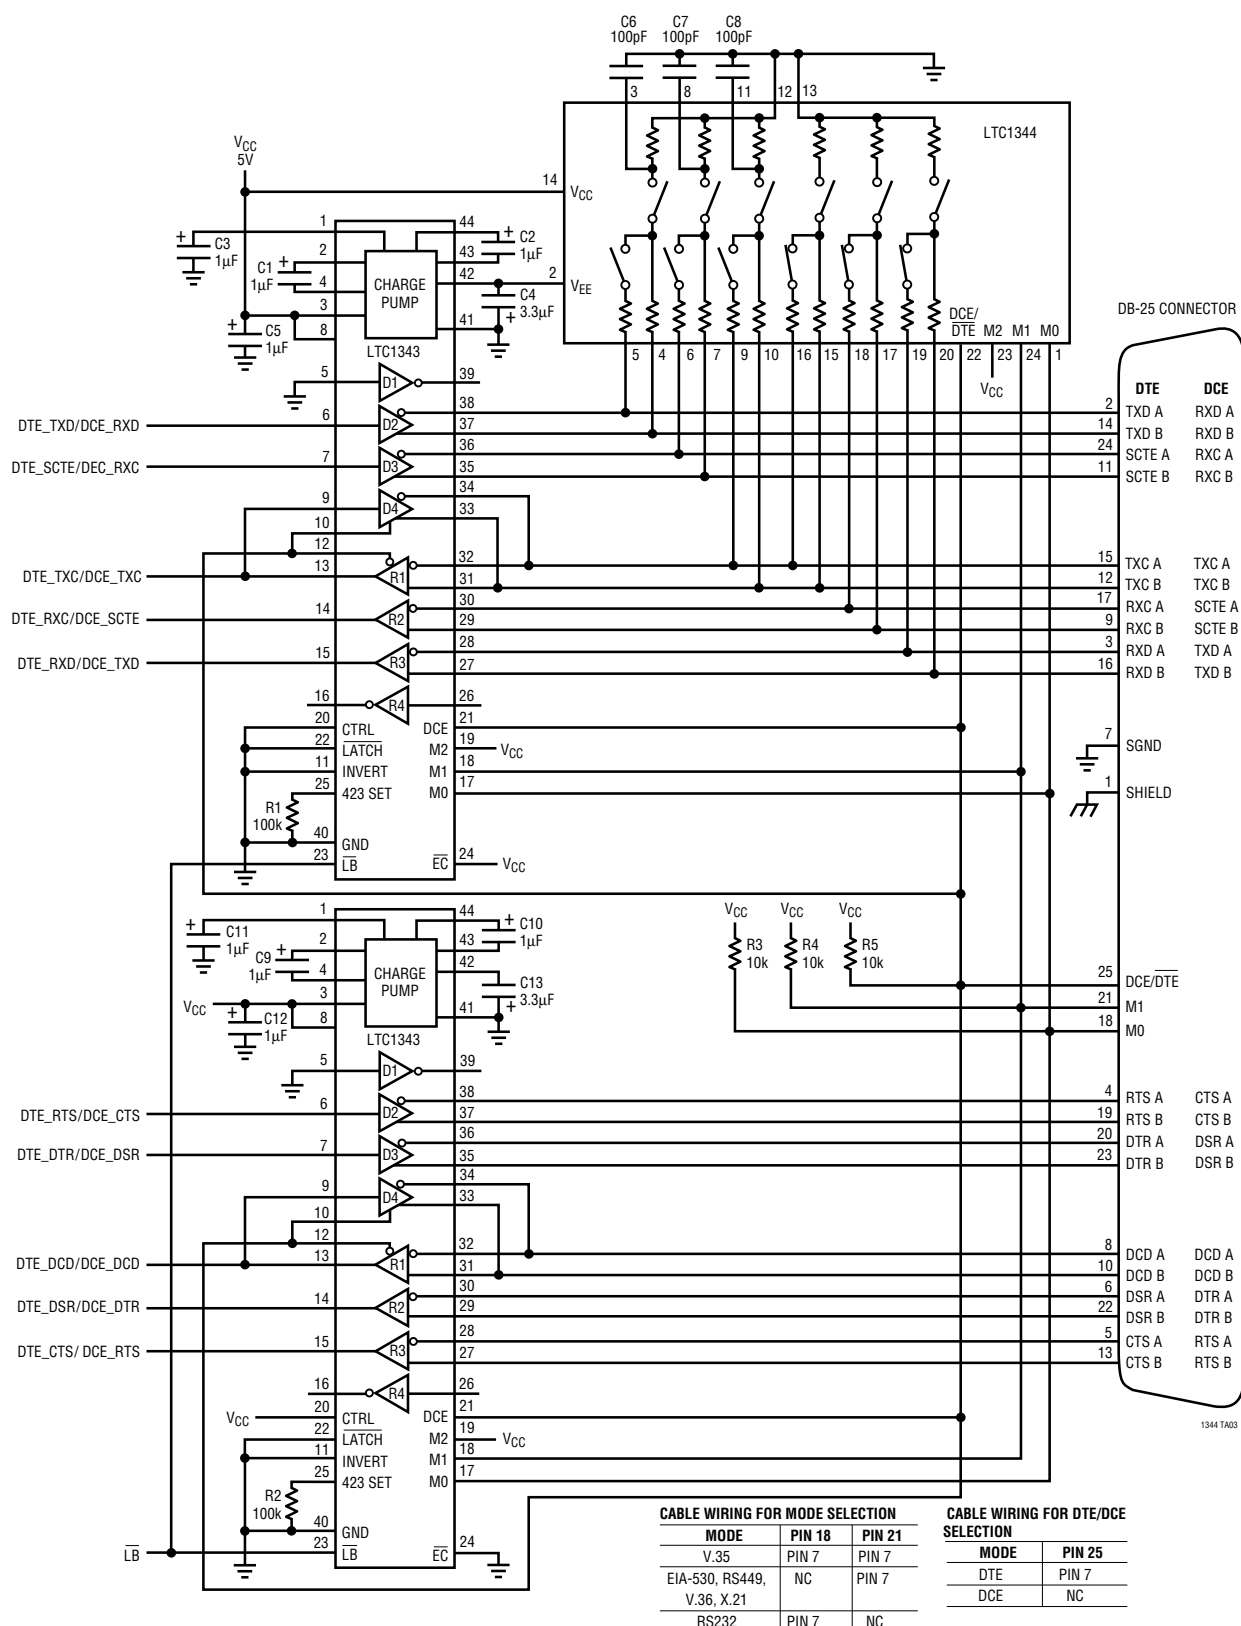 C6 C7 C8
100pF 100pF 100pF
3 8 11 12 13
LTC1344
VCC
5V
14 VCC
1 44
C3
1µF
2 C2
1µF
C1
1µF
43
4 CHARGE
PUMP
42 2 VEE
3 C4
3.3µF
8 41
C5
1µF
LTC1343
DCE/
DTE M2 M1 M0
5 4 6 7 9 10 16 15 18 17 19 20 22 23 24 1
VCC
DB-25 CONNECTOR
DTE DCE
5 D1 39
DTE_TXD/DCE_RXD 6 D2 38 2 TXD A RXD A
37 14 TXD B RXD B
DTE_SCTE/DEC_RXC 7 D3 36 24 SCTE A RXC A
35 11 SCTE B RXC B
9 D4 34
10 33
12
DTE_TXC/DCE_TXC 13 R1 32 15 TXC A TXC A
31 12 TXC B TXC B
DTE_RXC/DCE_SCTE 14 R2 30 17 RXC A SCTE A
29 9 RXC B SCTE B
DTE_RXD/DCE_TXD 15 R3 28 3 RXD A TXD A
27 16 RXD B TXD B
16 R4 26
20 CTRL DCE 21
22 LATCH M2 19 VCC
11 INVERT M1 18
25 423 SET M0 17
R1
100k
40 GND
23 LB EC 24 VCC
7 SGND
1 SHIELD
1 44
C11
1µF
2 C10
1µF
C9
1µF
43
4 CHARGE
PUMP
42
VCC 3 C13
3.3µF
8 41
C12
1µF
LTC1343
VCC VCC VCC
R3
10k
R4
10k
R5
10k
25 DCE/DTE
21 M1
18 M0
5 D1 39
DTE_RTS/DCE_CTS 6 D2 38 4 RTS A CTS A
37 19 RTS B CTS B
DTE_DTR/DCE_DSR 7 D3 36 20 DTR A DSR A
35 23 DTR B DSR B
9 D4 34
10 33
12
DTE_DCD/DCE_DCD 13 R1 32 8 DCD A DCD A
31 10 DCD B DCD B
DTE_DSR/DCE_DTR 14 R2 30 6 DSR A DTR A
29 22 DSR B DTR B
DTE_CTS/ DCE_RTS 15 R3 28 5 CTS A RTS A
27 13 CTS B RTS B
16 R4 26
VCC 20 CTRL DCE 21
22 LATCH M2 19 VCC
11 INVERT M1 18
25 423 SET M0 17
R2
100k
40 GND
LB 23 LB EC 24
1344 TA03
CABLE WIRING FOR MODE SELECTION
MODE PIN 18 PIN 21
V.35 PIN 7 PIN 7
EIA-530, RS449, NC PIN 7
V.36, X.21
RS232 PIN 7 NC
CABLE WIRING FOR DTE/DCE
SELECTION
MODE PIN 25
DTE PIN 7
DCE NC